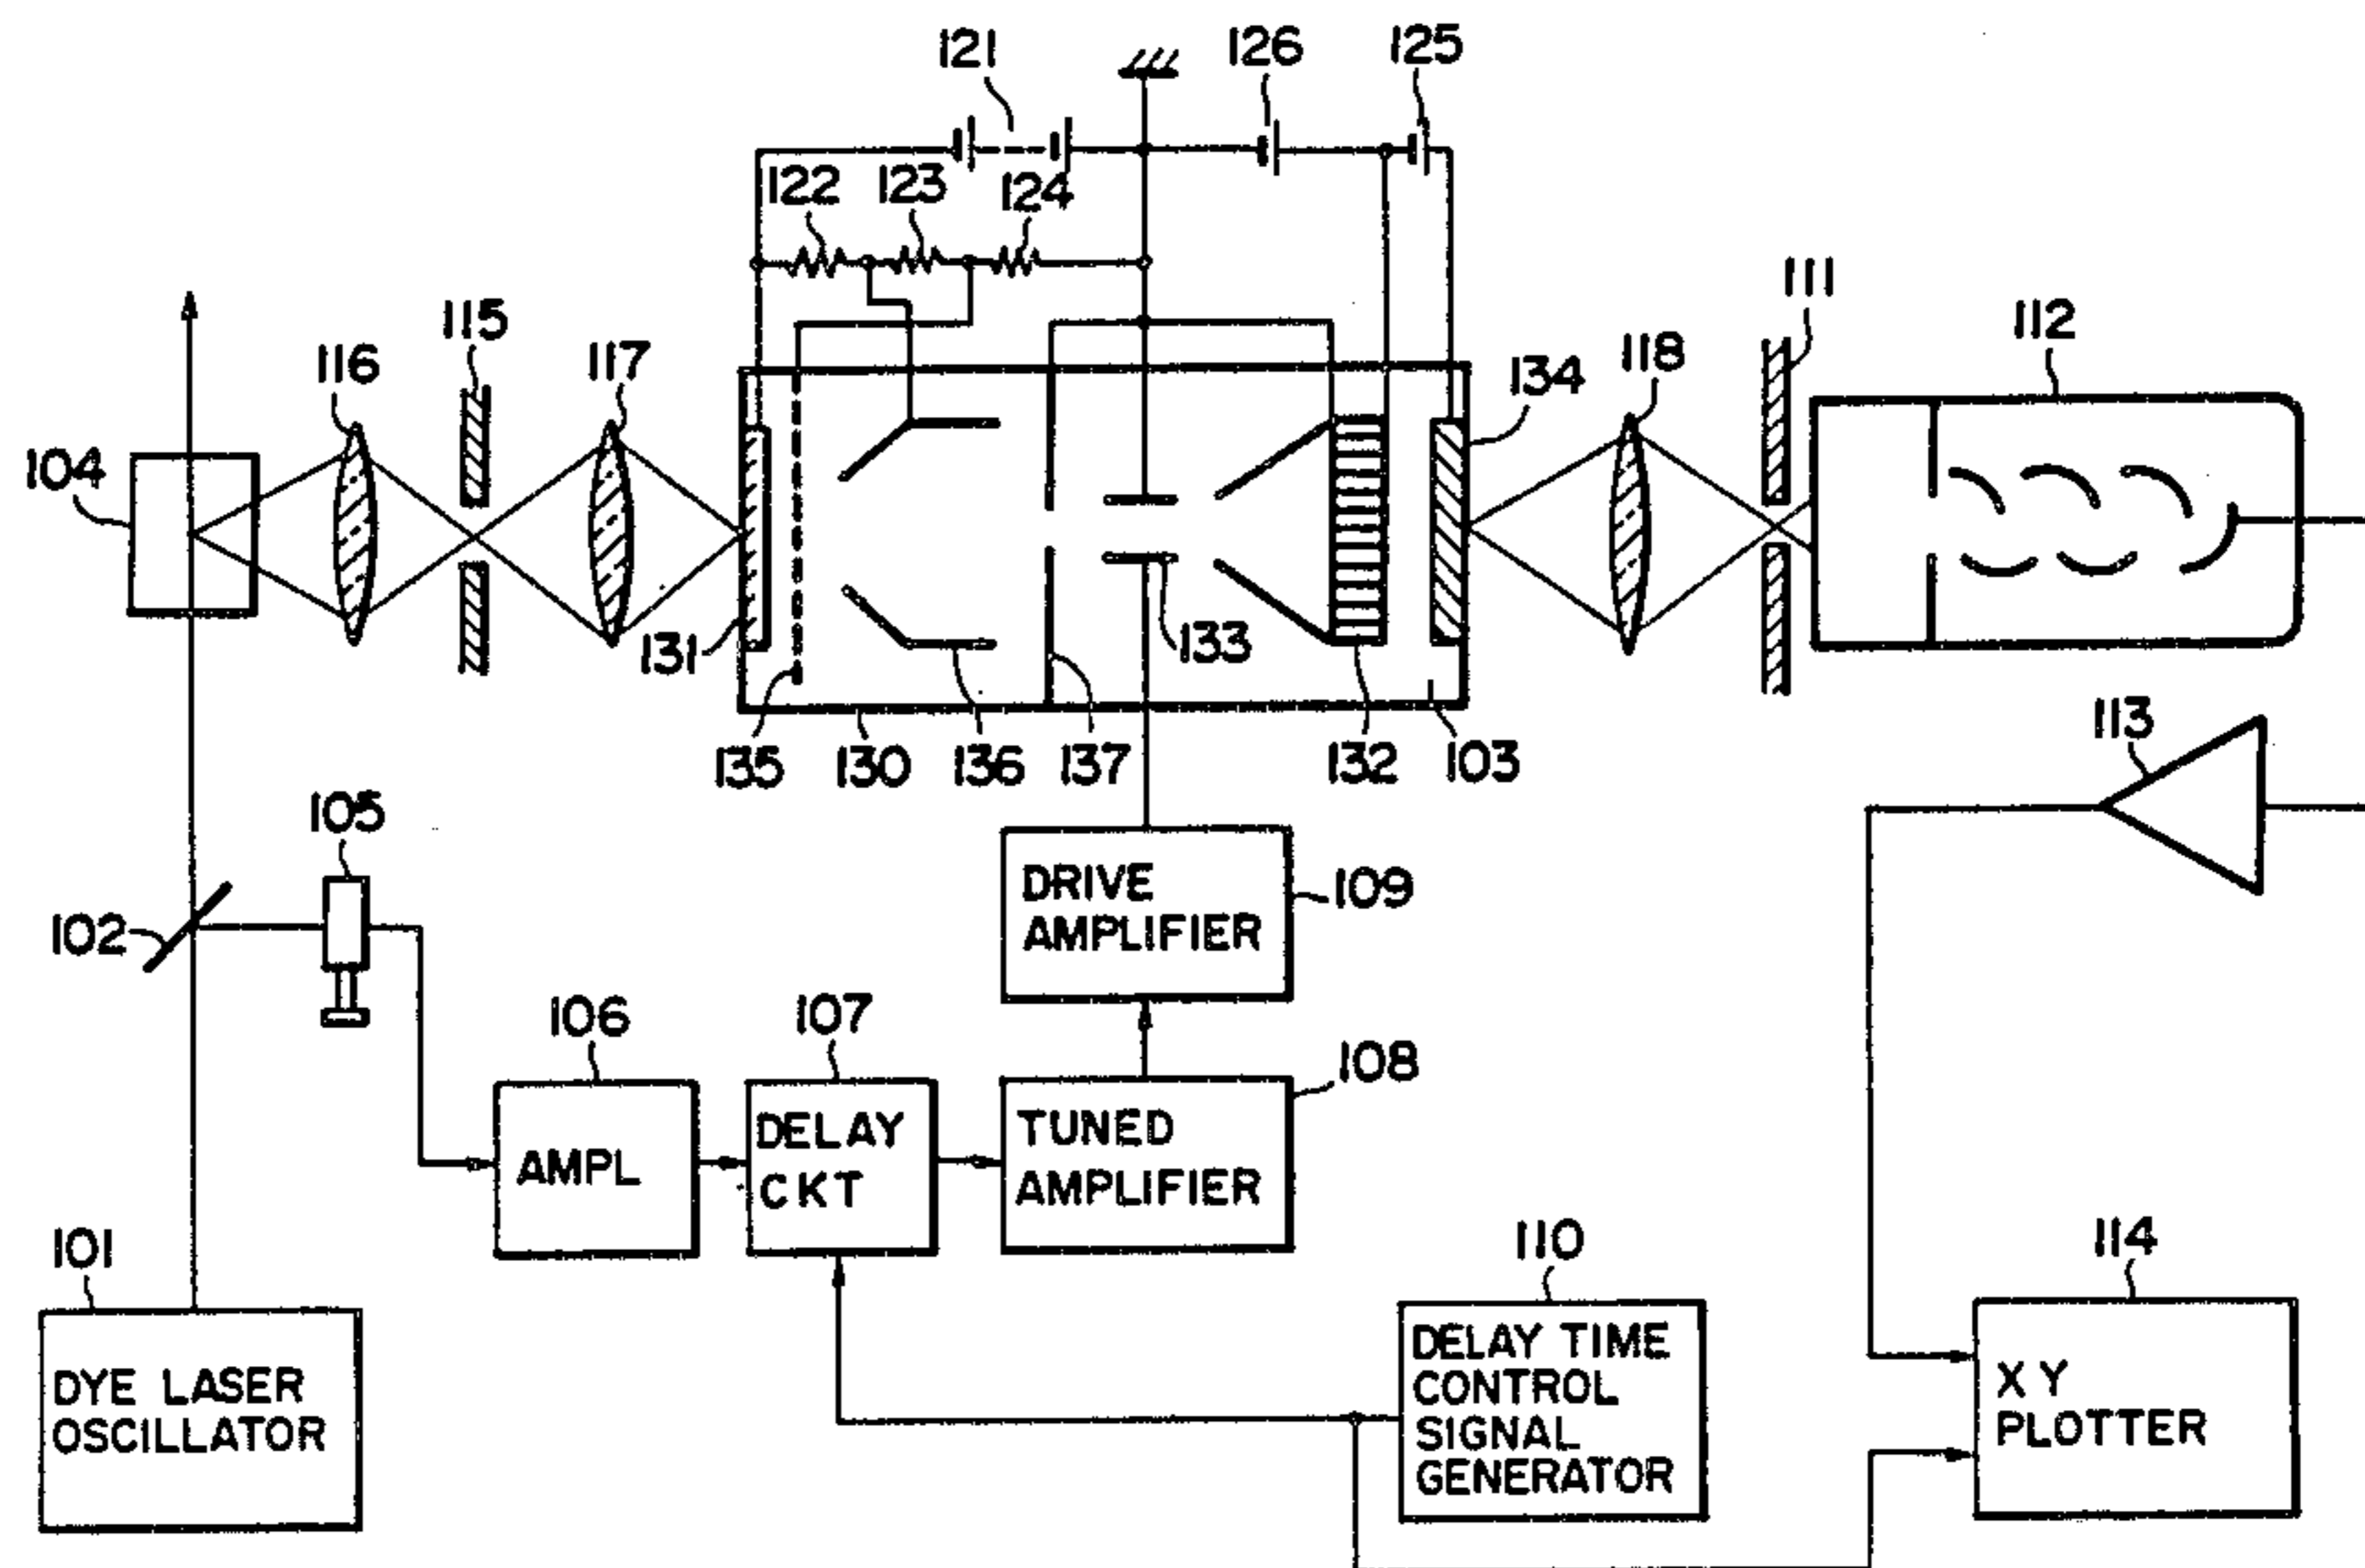 121
126
125
122
123
124
111
115
112
116
117
118
134
104
131
133
135
130
136
137
132
103
113
105
DRIVE
AMPLIFIER
109
102
106
107
108
AMPL
DELAY
CKT
TUNED
AMPLIFIER
101
110
114
DYE LASER
OSCILLATOR
DELAY TIME
CONTROL
SIGNAL
GENERATOR
X Y
PLOTTER